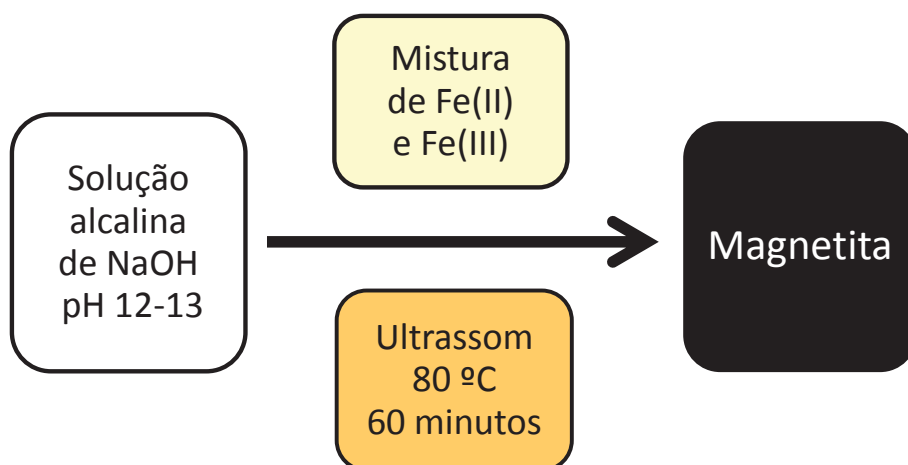 Solução
alcalina
de NaOH
pH 12-13
Mistura
de Fe(II)
e Fe(III)
Ultrassom
80 ºC
60 minutos
Magnetita